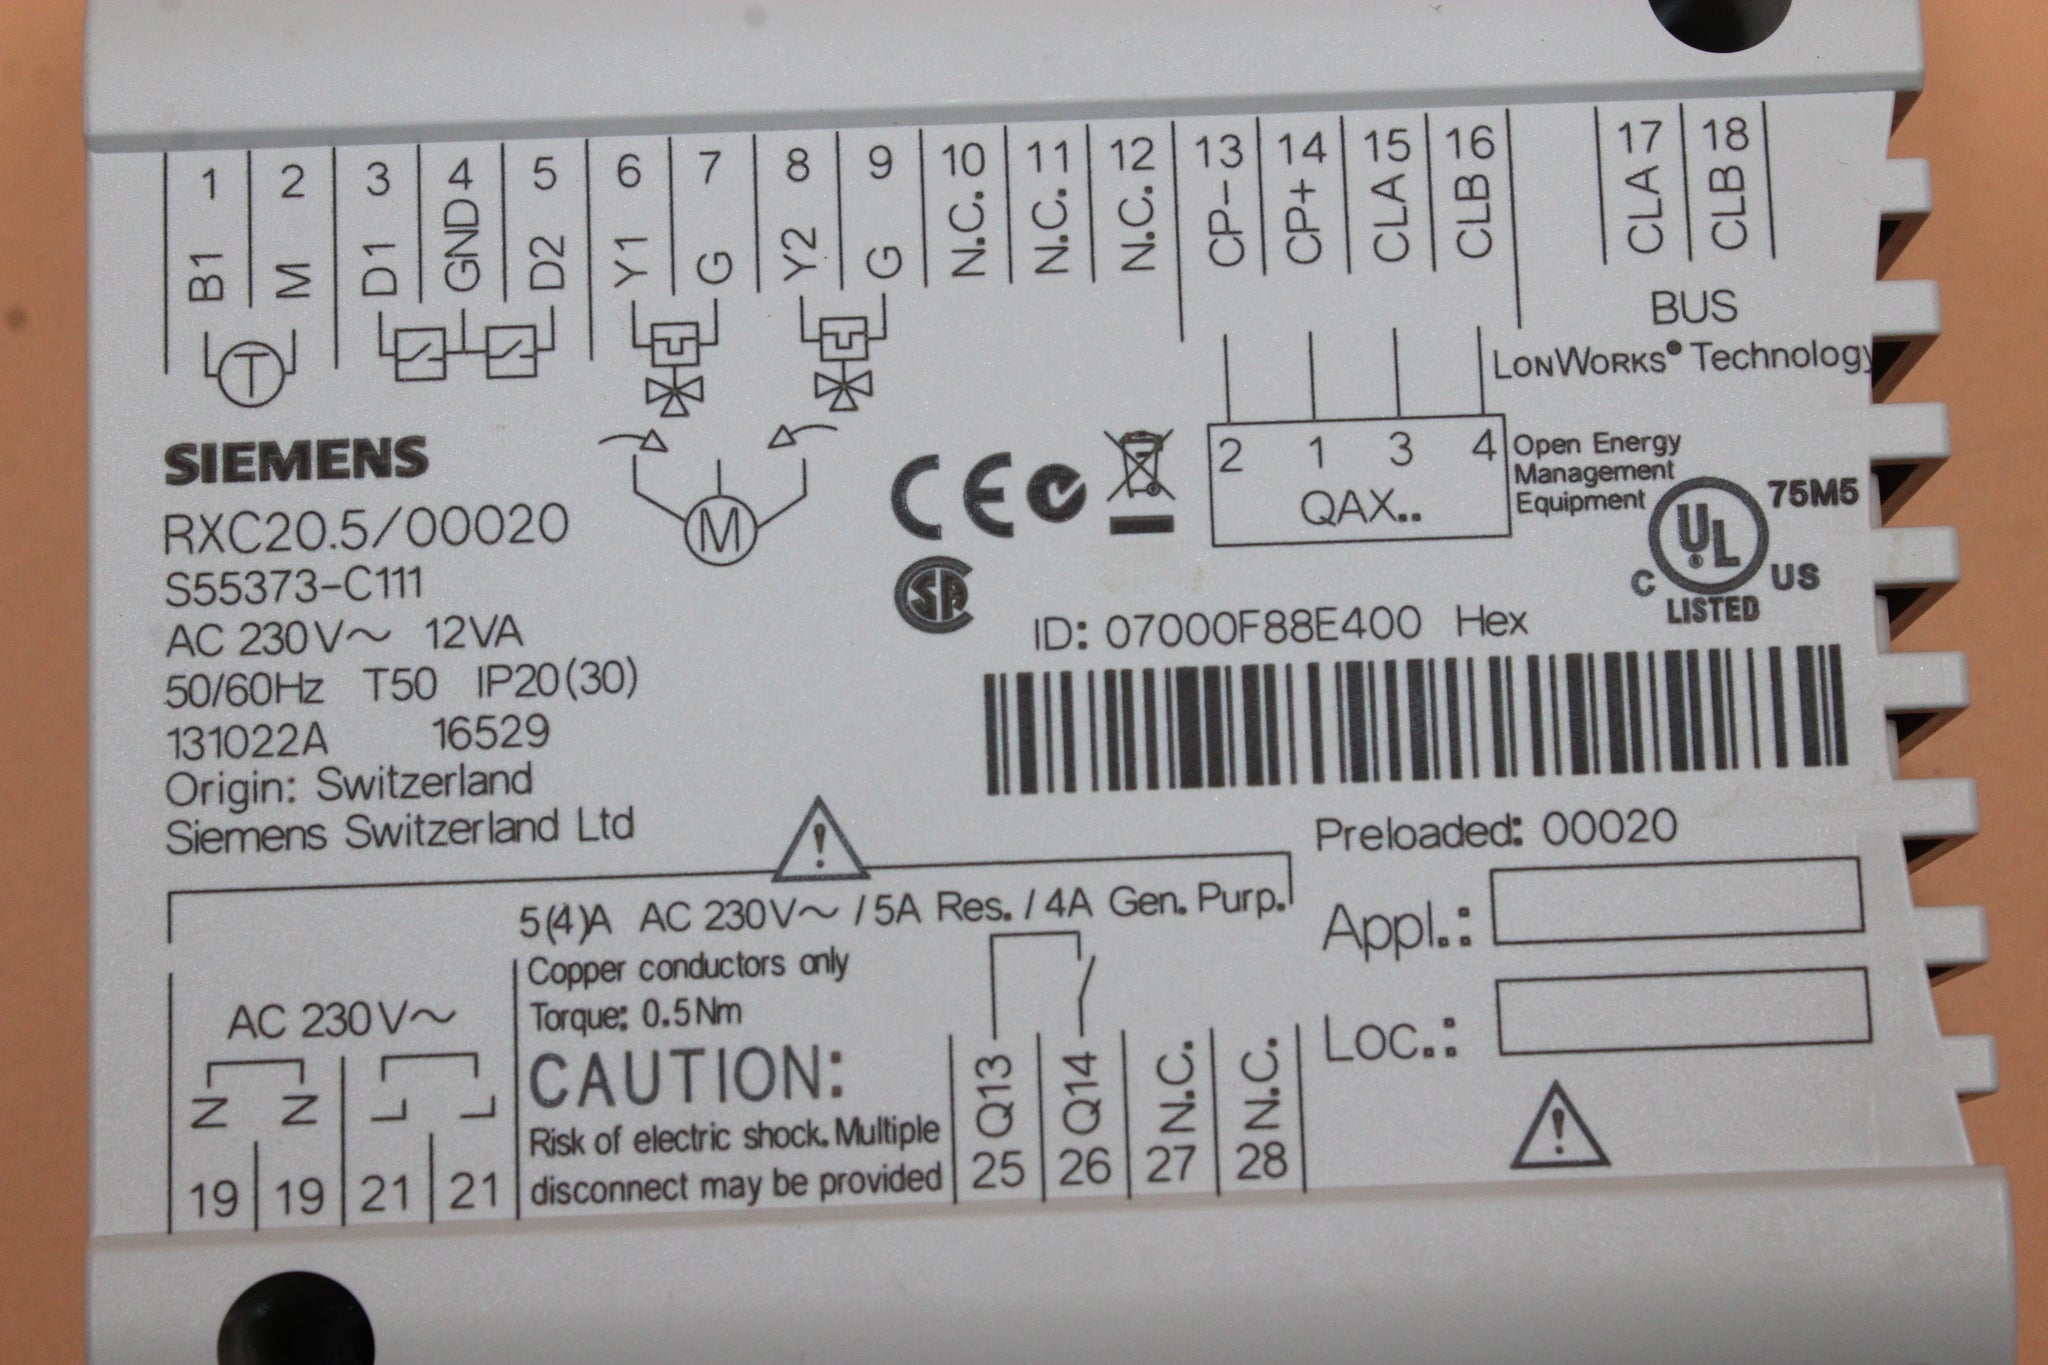 1 2 3 4 5 6 7 8 9 10 11 12 13 14 15 16 17 18
B1 M D1 GND D2 Y1 G Y2 G N.C. N.C. N.C. CP- CP+ CLA CLB CLA CLB
BUS
LONWORKS® Technology
T
SIEMENS
RXC20.5/00020
S55373-C111
AC 230V~ 12VA
50/60Hz T50 IP20(30)
131022A 16529
Origin: Switzerland
Siemens Switzerland Ltd
M
CE
2 1 3 4
QAX..
Open Energy
Management
Equipment
75M5
C UL® US
LISTED
SA
ID: 07000F88E400 Hex
Preloaded: 00020
Appl.:
Loc.:
!
5(4)A AC 230V~ / 5A Res. / 4A Gen. Purp.
Copper conductors only
Torque: 0.5Nm
CAUTION:
Risk of electric shock. Multiple
disconnect may be provided
AC 230V~
N N L L
19 19 21 21
Q13 Q14 N.C. N.C.
25 26 27 28
!